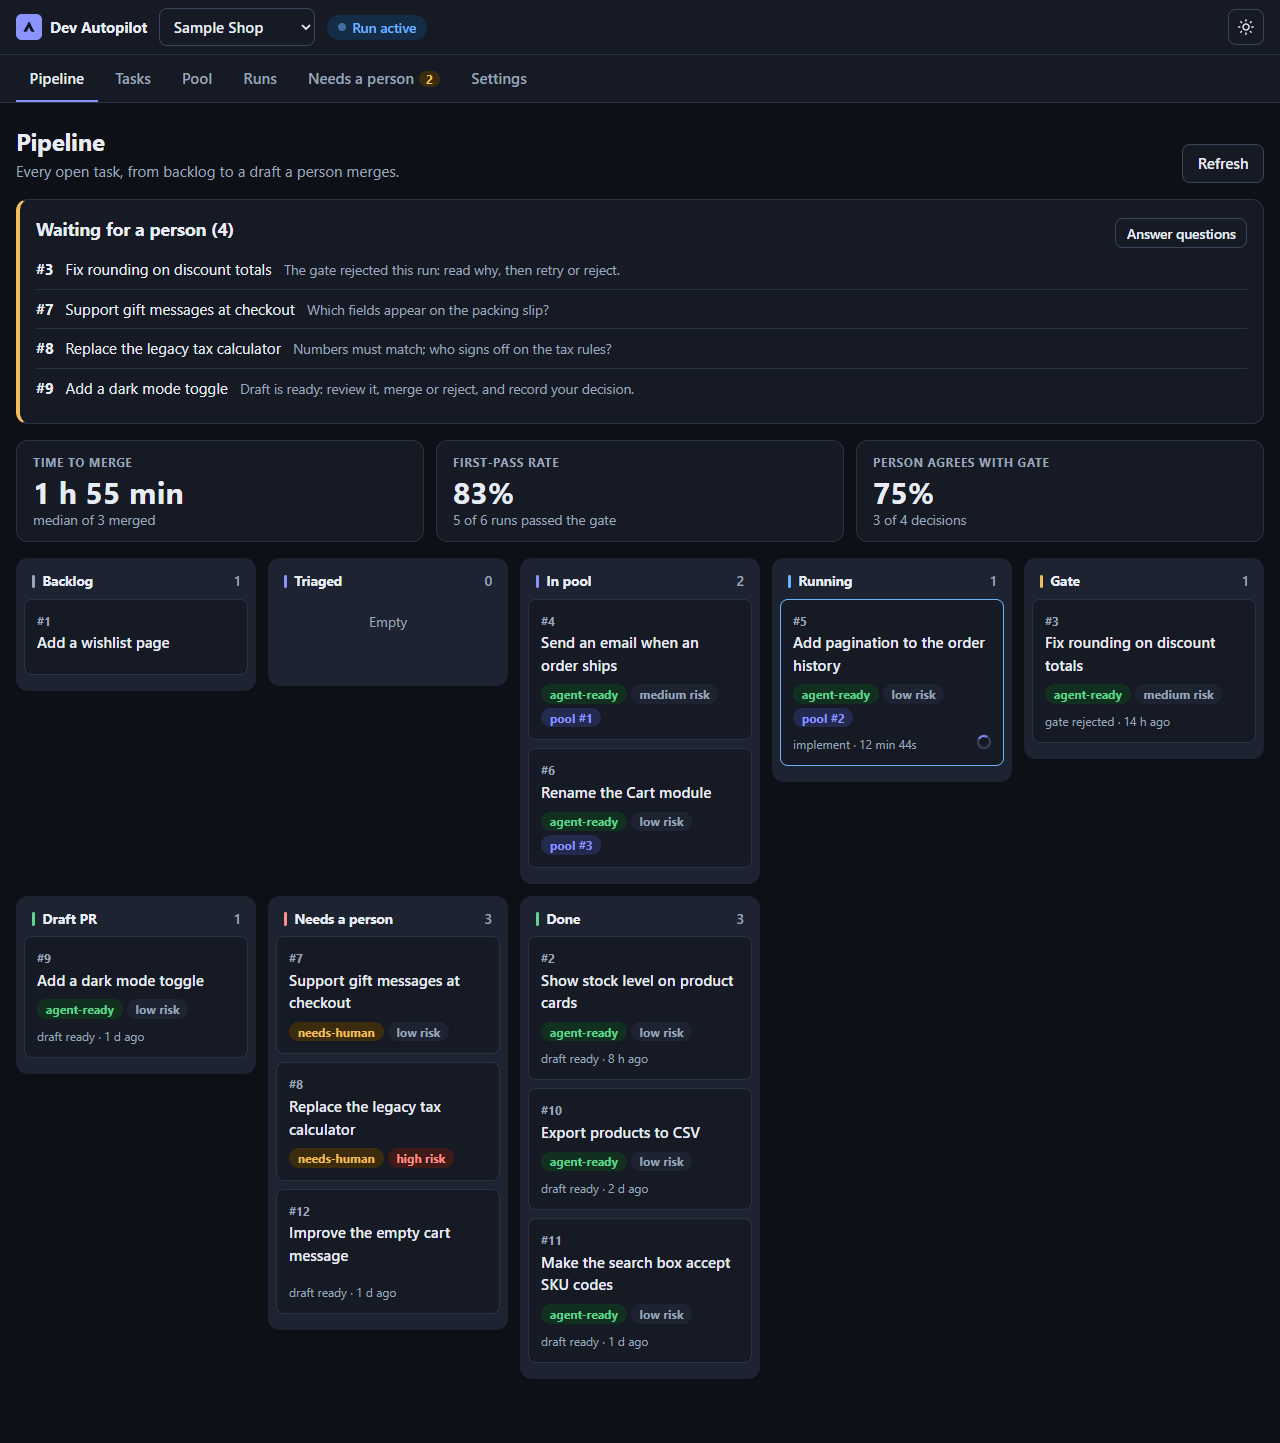 Dev Autopilot
Sample Shop
Run active
Pipeline
Tasks
Pool
Runs
Needs a person 2
Settings
Pipeline
Every open task, from backlog to a draft a person merges.
Refresh
Waiting for a person (4)
Answer questions
#3 Fix rounding on discount totals The gate rejected this run: read why, then retry or reject.
#7 Support gift messages at checkout Which fields appear on the packing slip?
#8 Replace the legacy tax calculator Numbers must match; who signs off on the tax rules?
#9 Add a dark mode toggle Draft is ready: review it, merge or reject, and record your decision.
TIME TO MERGE
1 h 55 min
median of 3 merged
FIRST-PASS RATE
83%
5 of 6 runs passed the gate
PERSON AGREES WITH GATE
75%
3 of 4 decisions
Backlog 1
#1
Add a wishlist page
Triaged 0
Empty
In pool 2
#4
Send an email when an
order ships
agent-ready medium risk
pool #1
#6
Rename the Cart module
agent-ready low risk
pool #3
Running 1
#5
Add pagination to the order
history
agent-ready low risk
pool #2
implement · 12 min 44s
Gate 1
#3
Fix rounding on discount
totals
agent-ready medium risk
gate rejected · 14 h ago
Draft PR 1
#9
Add a dark mode toggle
agent-ready low risk
draft ready · 1 d ago
Needs a person 3
#7
Support gift messages at
checkout
needs-human low risk
#8
Replace the legacy tax
calculator
needs-human high risk
#12
Improve the empty cart
message
draft ready · 1 d ago
Done 3
#2
Show stock level on product
cards
agent-ready low risk
draft ready · 8 h ago
#10
Export products to CSV
agent-ready low risk
draft ready · 2 d ago
#11
Make the search box accept
SKU codes
agent-ready low risk
draft ready · 1 d ago